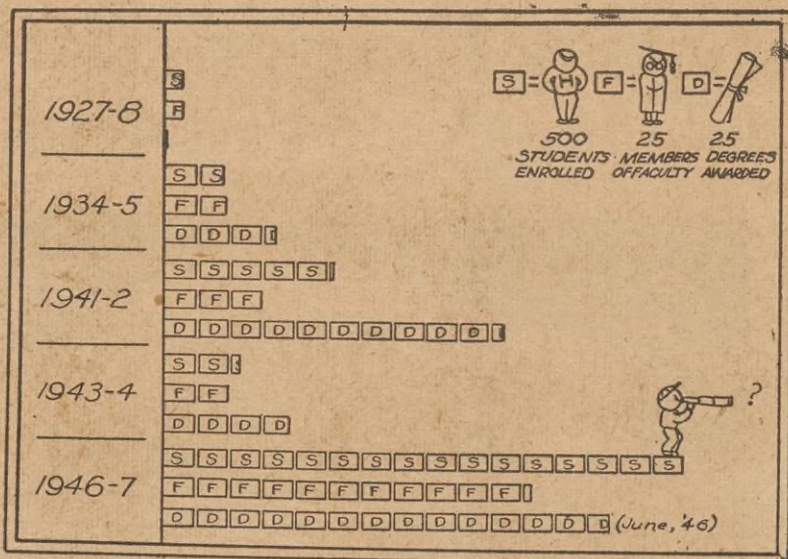 S = H F = D =
500 25 25
STUDENTS MEMBERS DEGREES
ENROLLED OF FACULTY AWARDED
1927-8
S
F
1934-5
S S
F F
D D D
1941-2
S S S S S
F F F
D D D D D D D D D D
1943-4
S S
F F
D D D D
?
1946-7
S S S S S S S S S S S S S S S S
F F F F F F F F F F F
D D D D D D D D D D D D D D (June, '46)